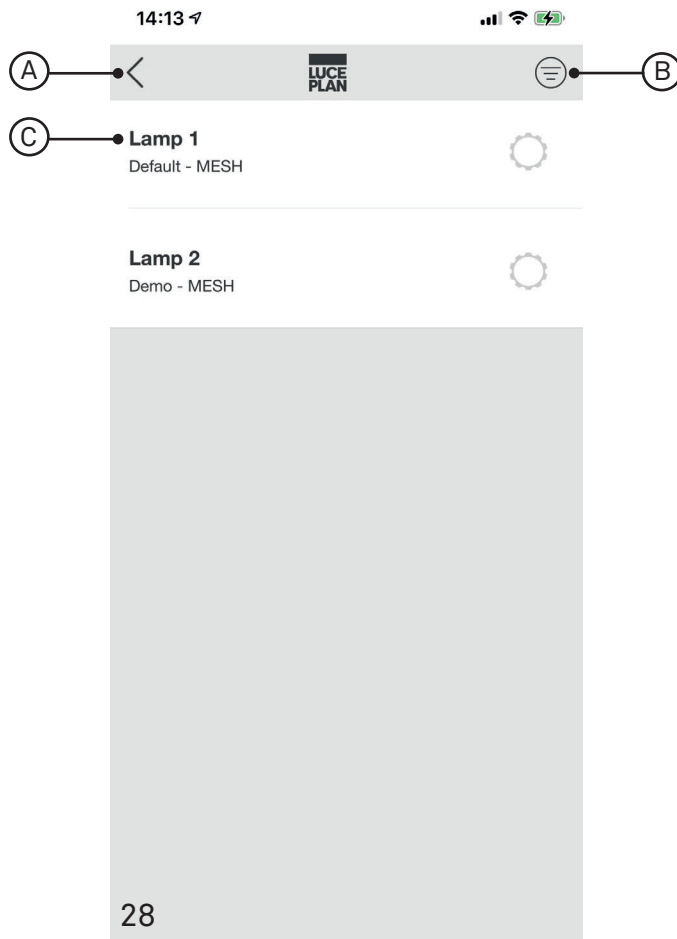 14:13
A
LUCE
PLAN
B
C
Lamp 1
Default - MESH
Lamp 2
Demo - MESH
28